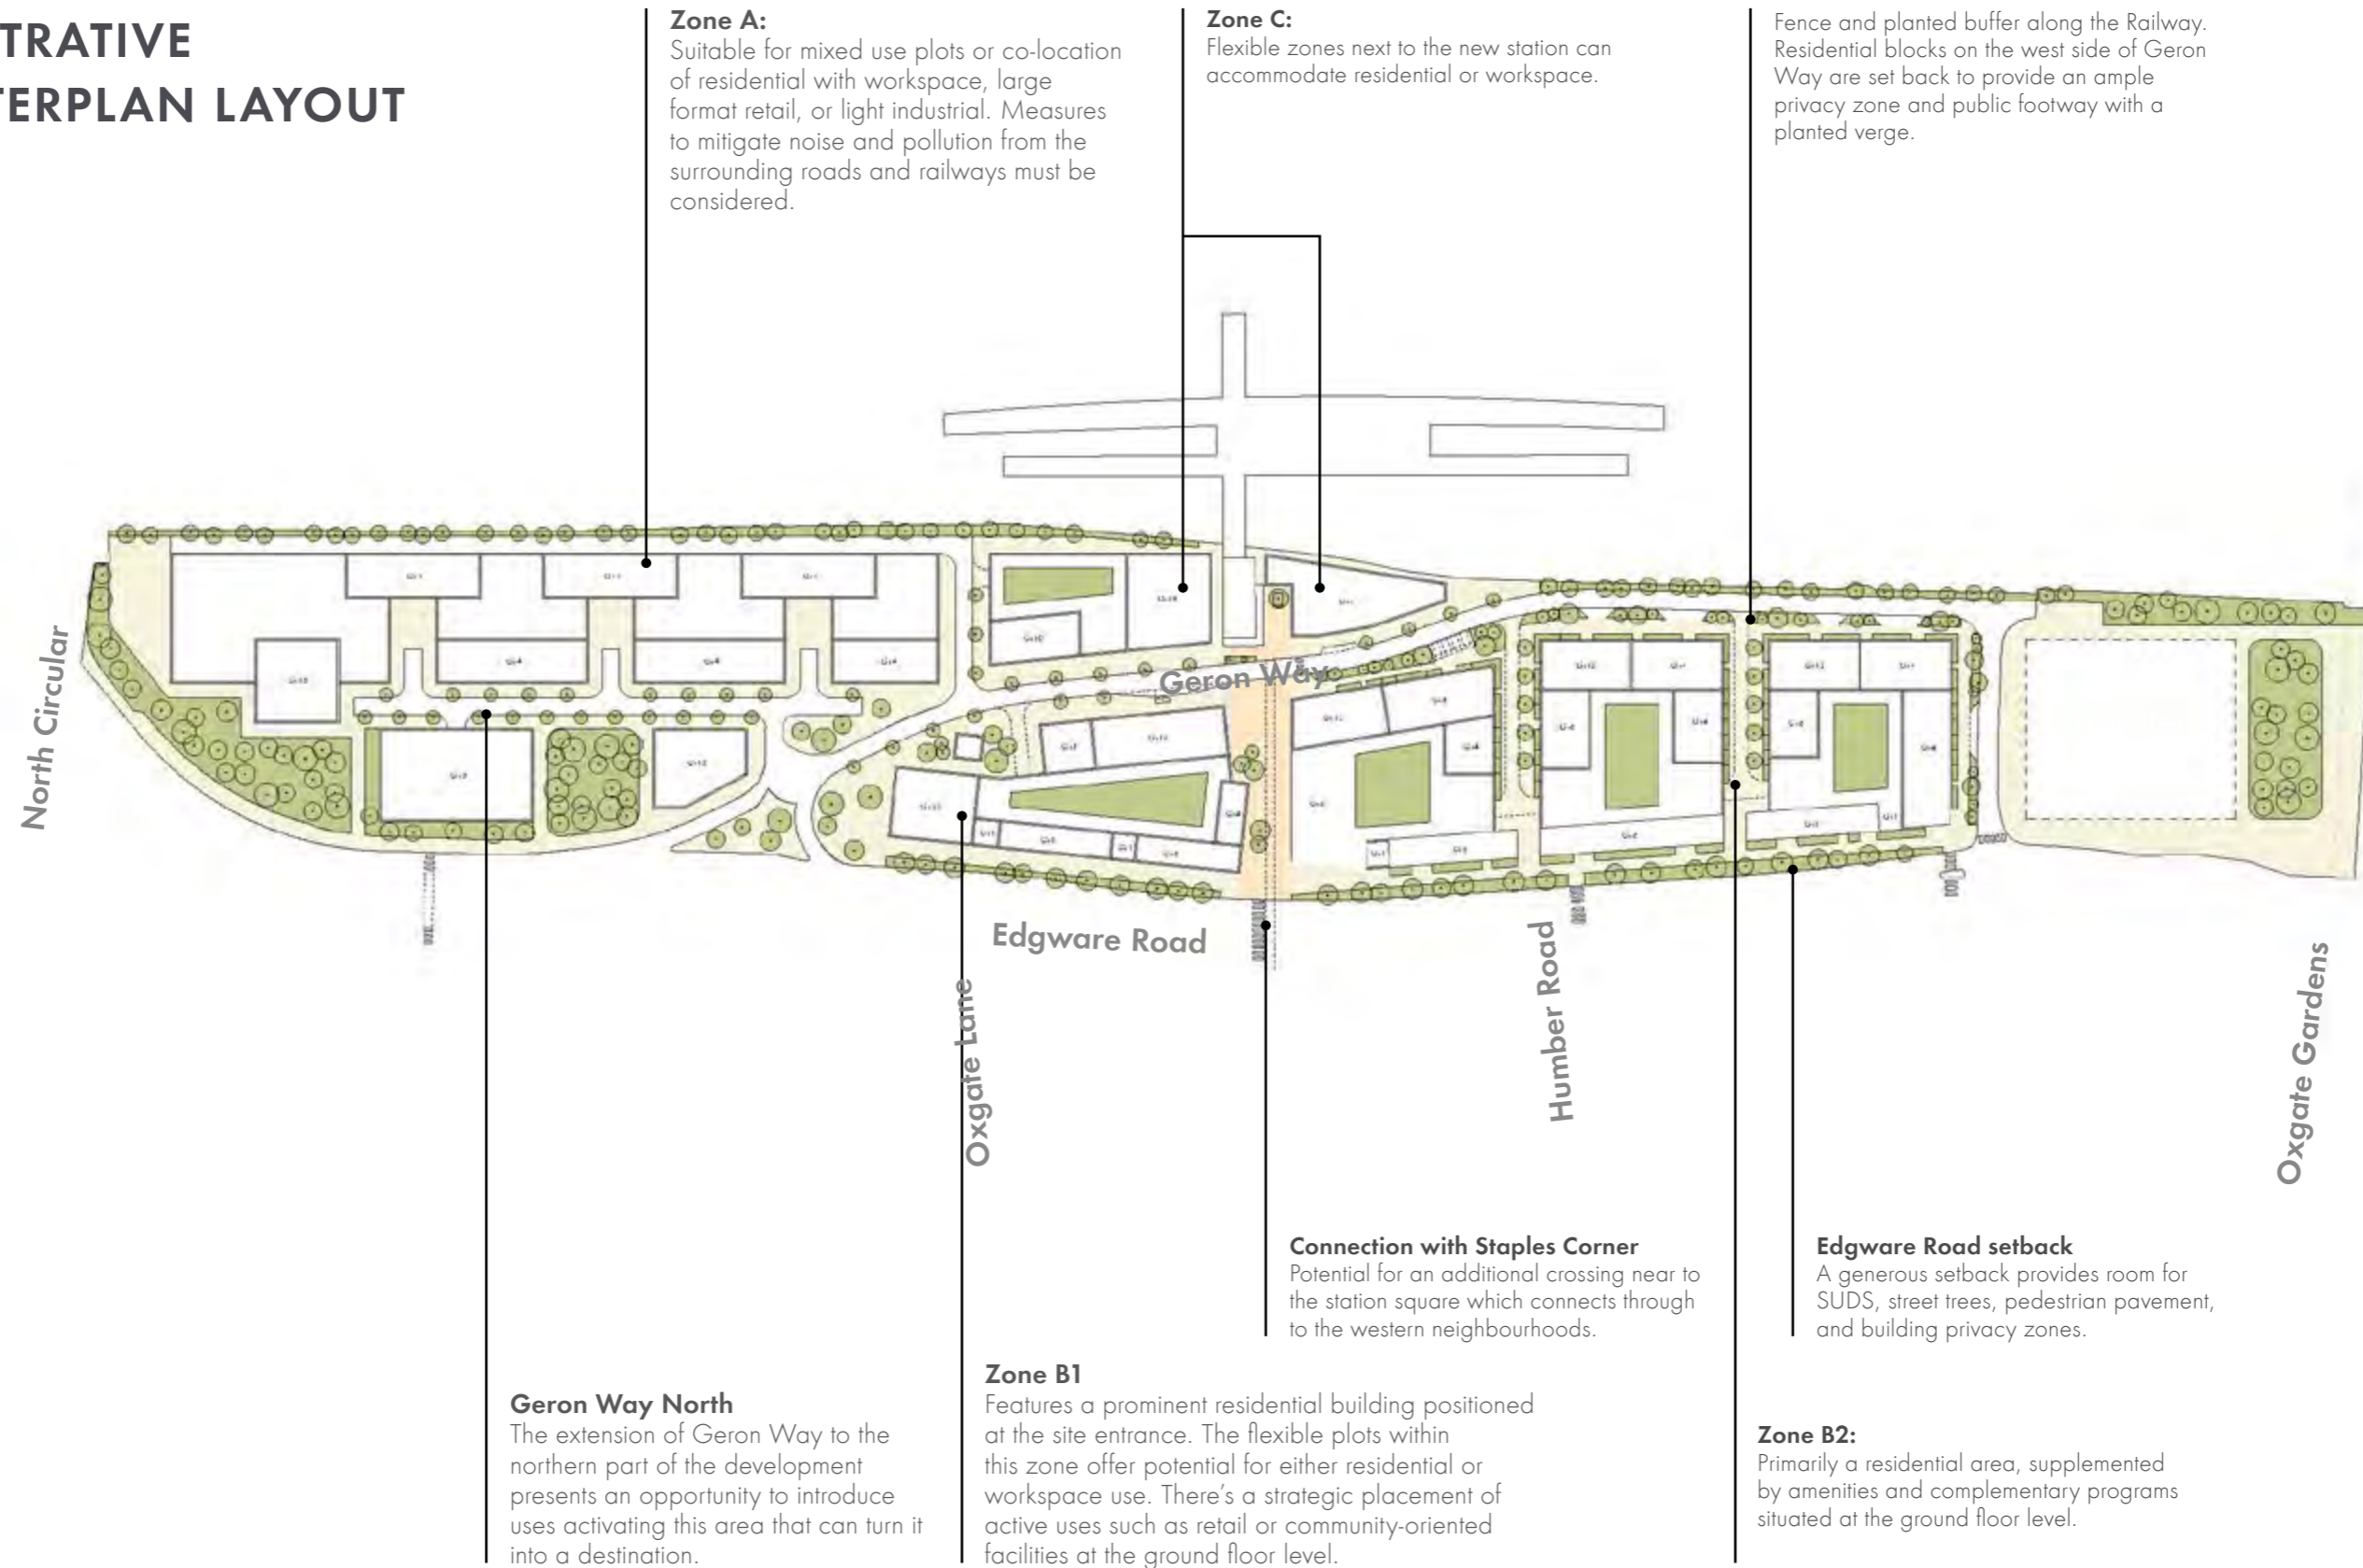 TRATIVE
TERPLAN LAYOUT
Zone A:
Suitable for mixed use plots or co-location
of residential with workspace, large
format retail, or light industrial. Measures
to mitigate noise and pollution from the
surrounding roads and railways must be
considered.
Zone C:
Flexible zones next to the new station can
accommodate residential or workspace.
Fence and planted buffer along the Railway.
Residential blocks on the west side of Geron
Way are set back to provide an ample
privacy zone and public footway with a
planted verge.
North Circular
Geron Way
Edgware Road
Oxgate Lane
Humber Road
Oxgate Gardens
Connection with Staples Corner
Potential for an additional crossing near to
the station square which connects through
to the western neighbourhoods.
Edgware Road setback
A generous setback provides room for
SUDS, street trees, pedestrian pavement,
and building privacy zones.
Geron Way North
The extension of Geron Way to the
northern part of the development
presents an opportunity to introduce
uses activating this area that can turn it
into a destination.
Zone B1
Features a prominent residential building positioned
at the site entrance. The flexible plots within
this zone offer potential for either residential or
workspace use. There's a strategic placement of
active uses such as retail or community-oriented
facilities at the ground floor level.
Zone B2:
Primarily a residential area, supplemented
by amenities and complementary programs
situated at the ground floor level.